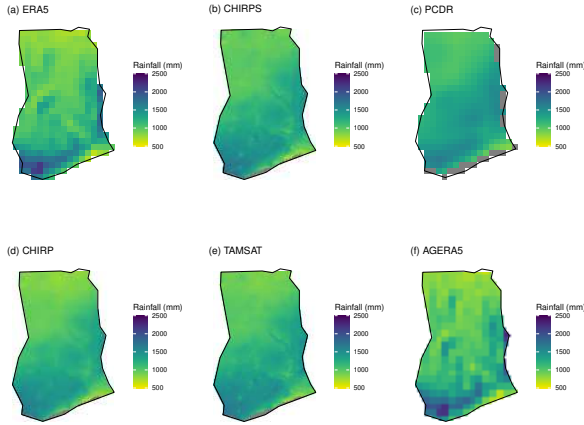 (a) ERA5
(b) CHIRPS
(c) PCDR
Rainfall (mm)
2500
2000
1500
1000
500
Rainfall (mm)
2500
2000
1500
1000
500
Rainfall (mm)
2500
2000
1500
1000
500
(d) CHIRP
(e) TAMSAT
(f) AGERA5
Rainfall (mm)
2500
2000
1500
1000
500
Rainfall (mm)
2500
2000
1500
1000
500
Rainfall (mm)
2500
2000
1500
1000
500